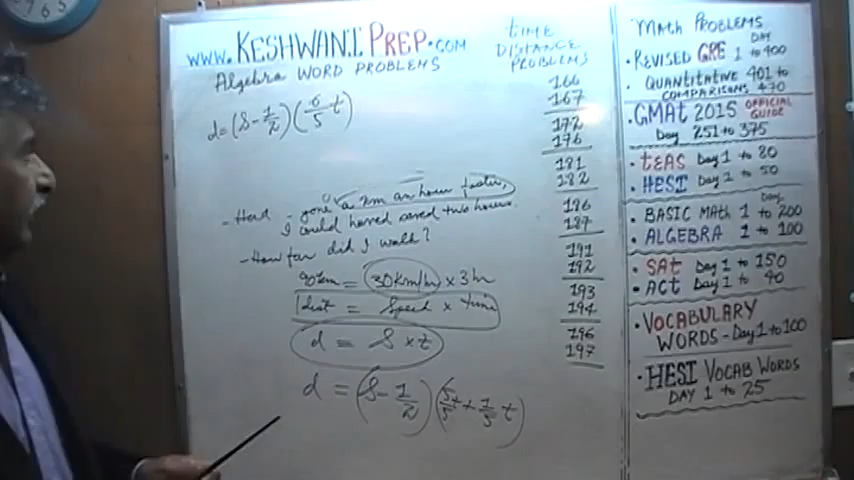 www.KESHWANI PREP.COM
Algebra WORD PROBLEMS
d=(S-1/2)(6/5 t)
- Had I gone a km an hour faster,
I could haved saved two hours.
- How far did I walk?
90km = 30km/h × 3hr
dist = Speed × time
d = S × t
d = (S - 1/2)(5/5 t + 1/5 t)
tIME
DISTANCE
PROBLEMS
166
167
172
176
181
182
186
187
191
192
193
194
196
197
MATH PROBLEMS
• REVISED GRE DAY 1 to 400
QUANTITATIVE 401 to
COMPARISONS 470
• GMAt 2015 OFFICIAL GUIDE
Day 251 to 375
• tEAS Day 1 to 80
• HESI Day 1 to 50
Day
• BASIC MAth 1 to 200
• ALGEBRA 1 to 100
• SAt Day 1 to 150
• ACt Day 1 to 90
• VOCABULARY
WORDS - Day 1 to 100
• HESI VOCAB WORDS
DAY 1 to 25